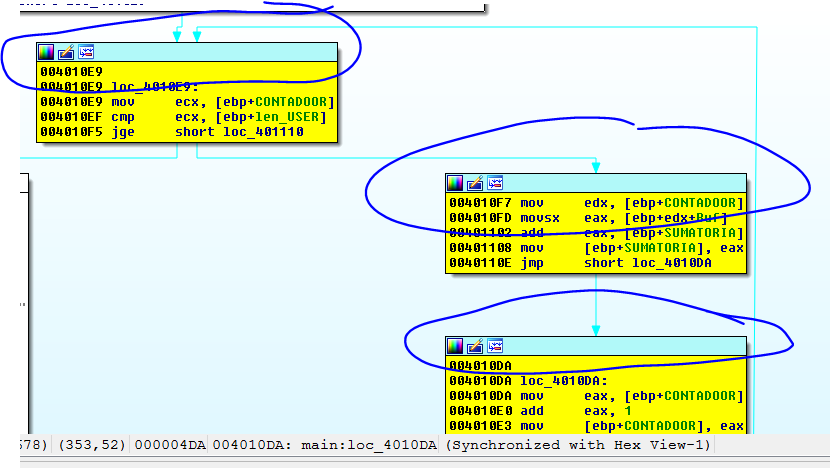 004010E9
004010E9 loc_4010E9:
004010E9 mov ecx, [ebp+CONTADOOR]
004010EF cmp ecx, [ebp+len_USER]
004010F5 jge short loc_401110
004010F7 mov edx, [ebp+CONTADOOR]
004010FD movsx eax, [ebp+edx+Buf]
00401102 add eax, [ebp+SUMATORIA]
00401108 mov [ebp+SUMATORIA], eax
0040110E jmp short loc_4010DA
004010DA
004010DA loc_4010DA:
004010DA mov eax, [ebp+CONTADOOR]
004010E0 add eax, 1
004010E3 mov [ebp+CONTADOOR], eax
578) (353,52) 000004DA 004010DA: main:loc_4010DA (Synchronized with Hex View-1)